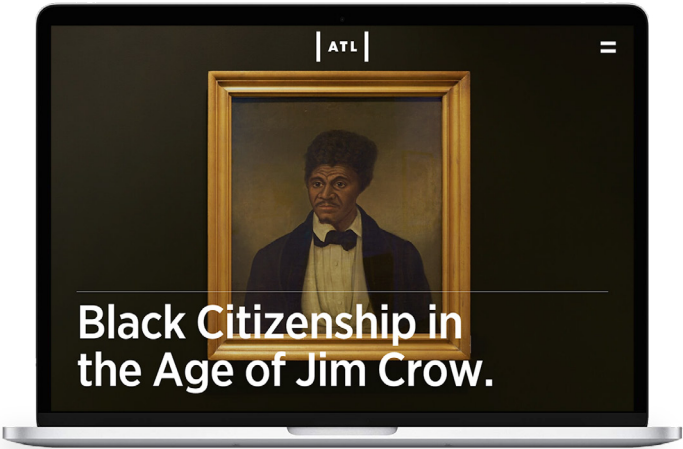 ATL
Black Citizenship in
the Age of Jim Crow.